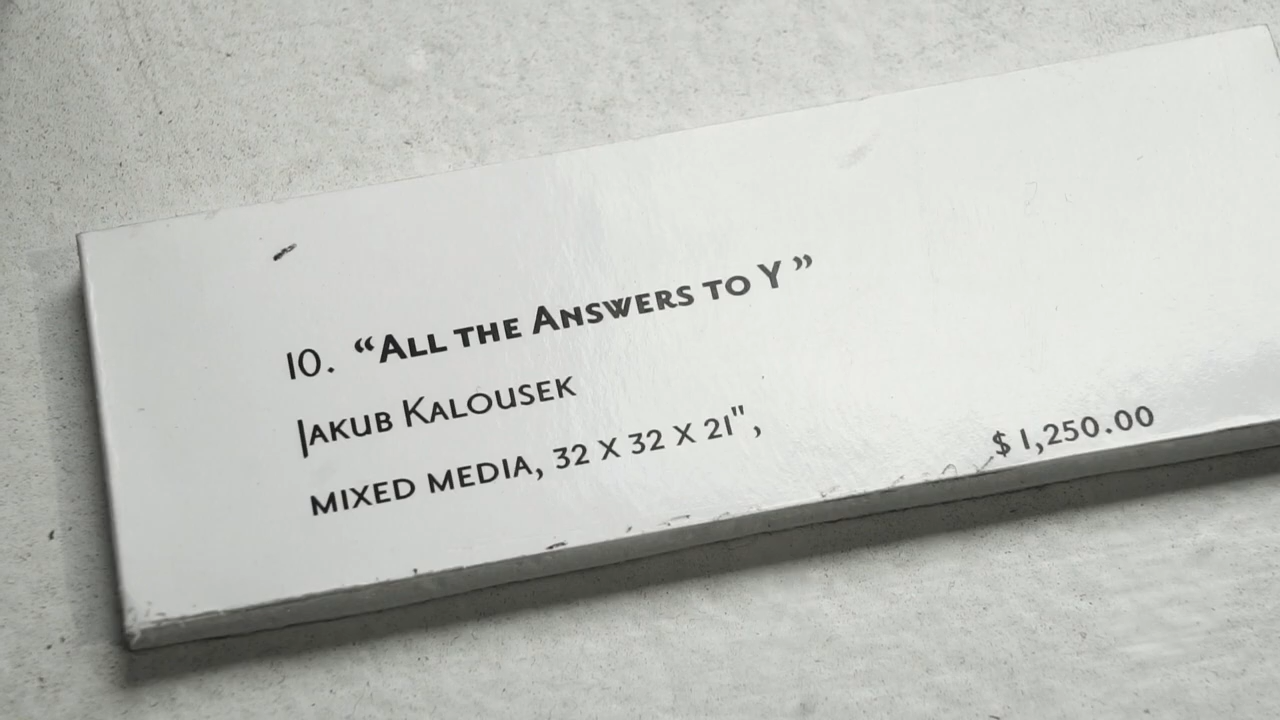 10. “All the Answers to Y”
Jakub Kalousek
mixed media, 32 x 32 x 21",
$1,250.00